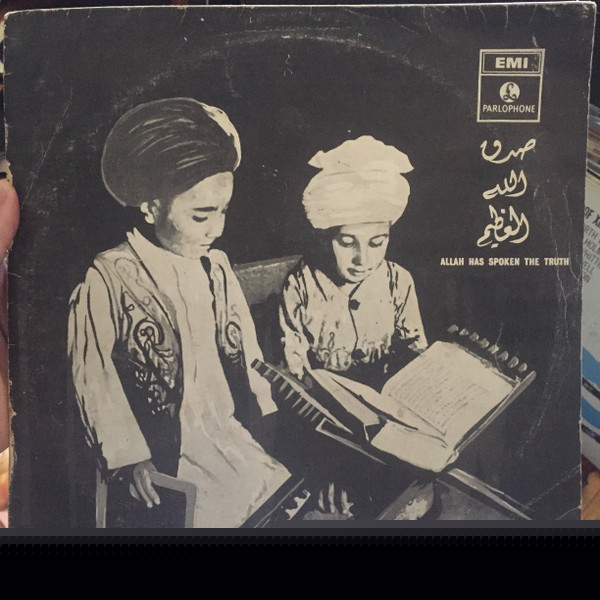 EMI
PARLOPHONE
صدق
الله
العظيم
ALLAH HAS SPOKEN THE TRUTH